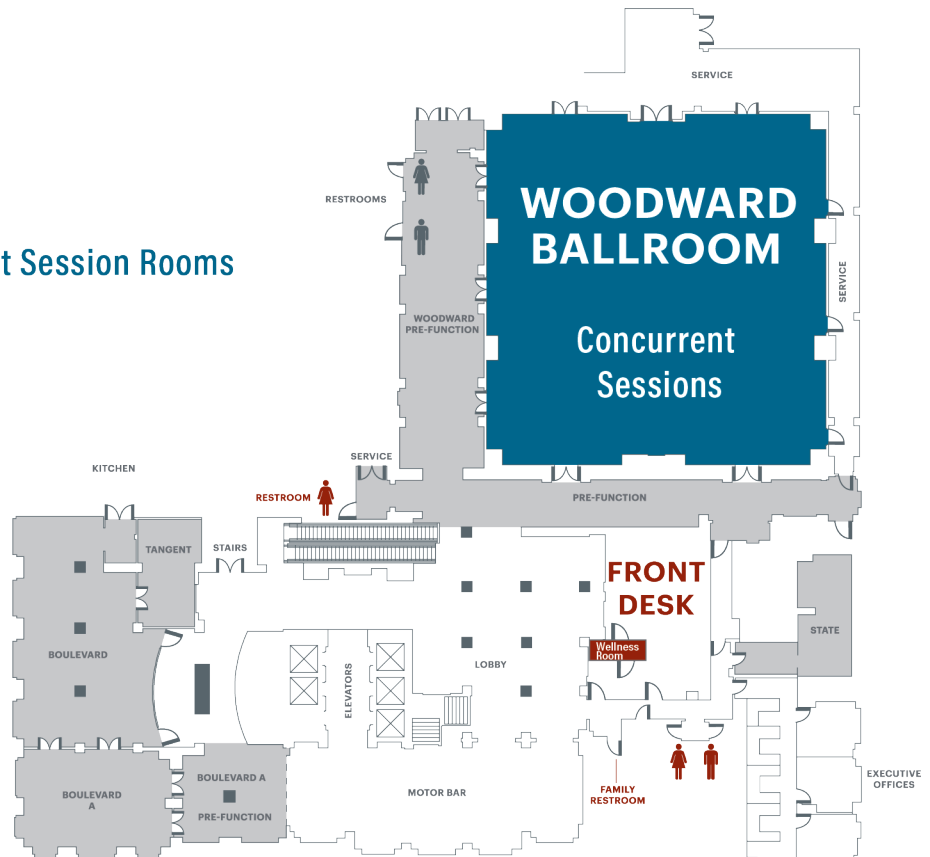 SERVICE
WOODWARD
BALLROOM
RESTROOMS
t Session Rooms
SERVICE
WOODWARD
PRE-FUNCTION
Concurrent
Sessions
SERVICE
KITCHEN
RESTROOM
PRE-FUNCTION
TANGENT
STAIRS
FRONT
DESK
STATE
Wellness
Room
BOULEVARD
LOBBY
ELEVATORS
BOULEVARD A
PRE-FUNCTION
BOULEVARD
A
MOTOR BAR
FAMILY
RESTROOM
EXECUTIVE
OFFICES